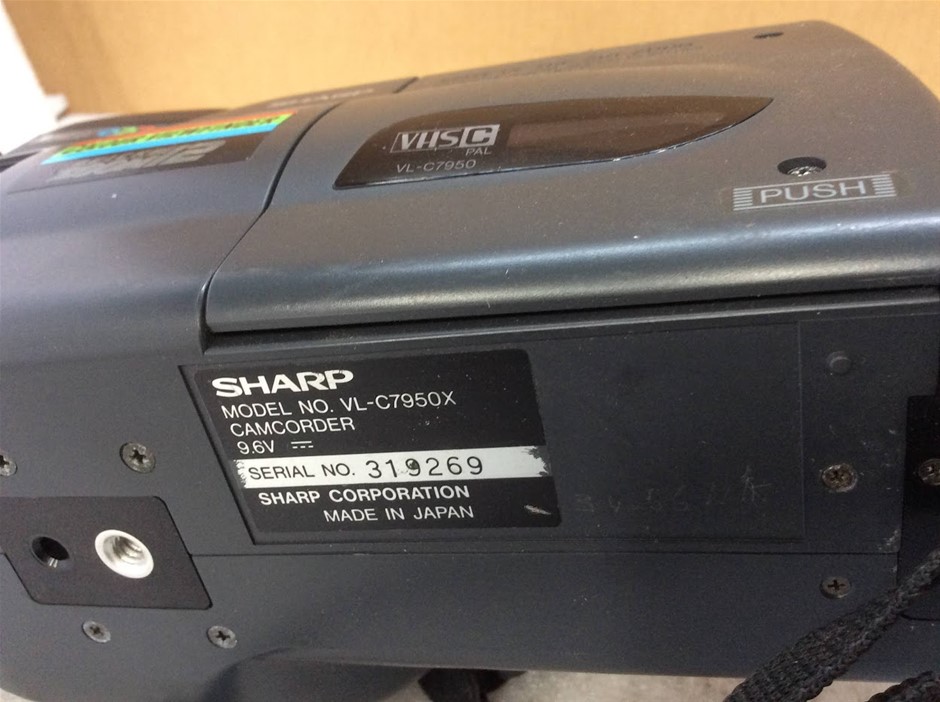 SHARP
VHS C
PAL
VL-C7950
PUSH
SHARP
MODEL NO. VL-C7950X
CAMCORDER
9.6V
SERIAL NO. 319269
SHARP CORPORATION
MADE IN JAPAN